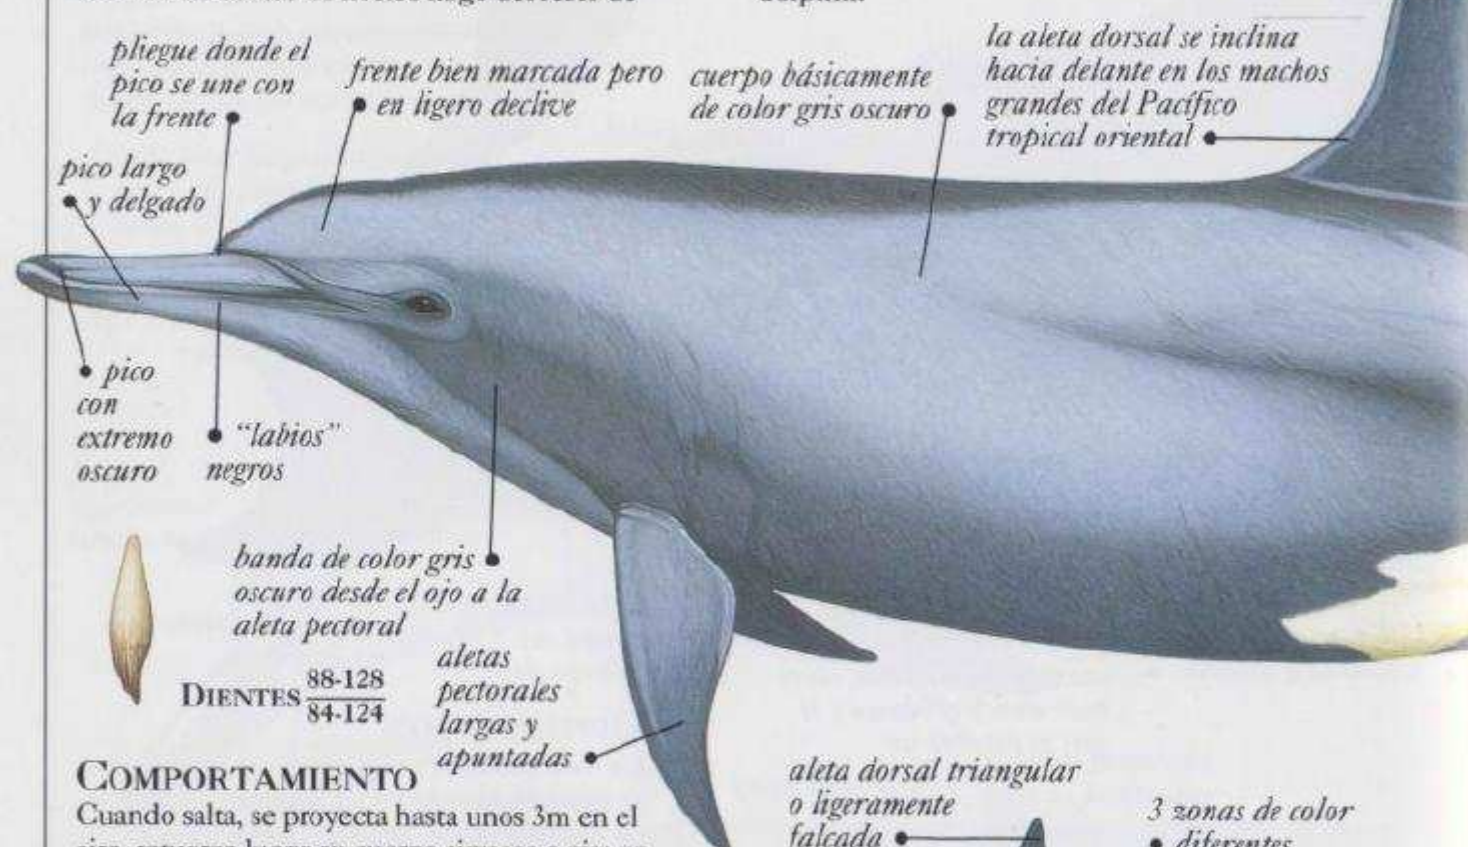 dolphin.
pliegue donde el
pico se une con
la frente
frente bien marcada pero
en ligero declive
cuerpo básicamente
de color gris oscuro
la aleta dorsal se inclina
hacia delante en los machos
grandes del Pacífico
tropical oriental
pico largo
y delgado
pico
con
extremo
oscuro
“labios”
negros
banda de color gris
oscuro desde el ojo a la
aleta pectoral
DIENTES 88-128
84-124
aletas
pectorales
largas y
apuntadas
COMPORTAMIENTO
Cuando salta, se proyecta hasta unos 3m en el
aleta dorsal triangular
o ligeramente
falcada
3 zonas de color
diferentes